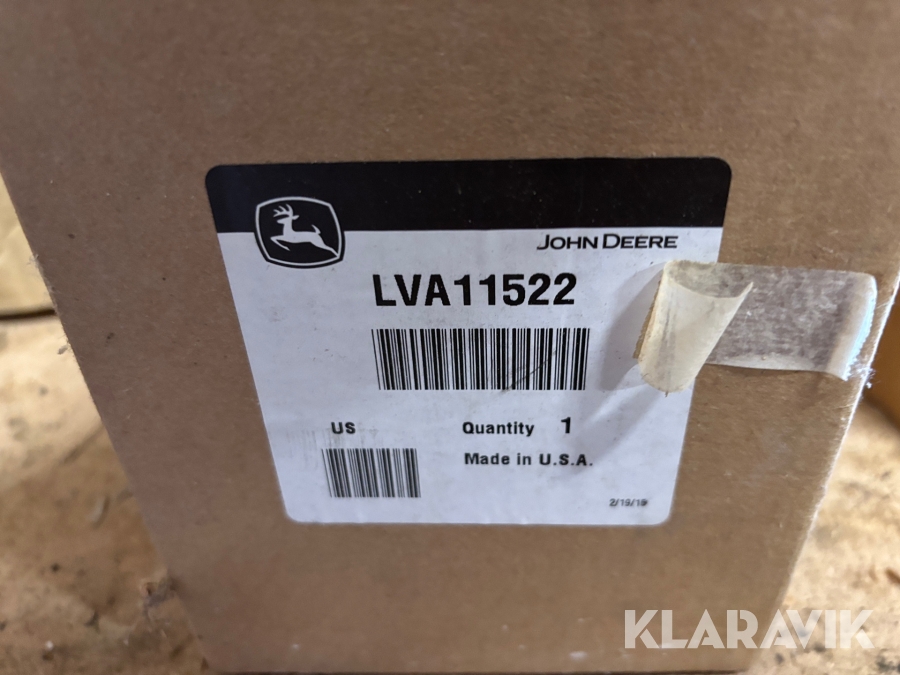 JOHN DEERE
LVA11522
US
Quantity 1
Made in U.S.A.
2/19/19
KLARAVIK